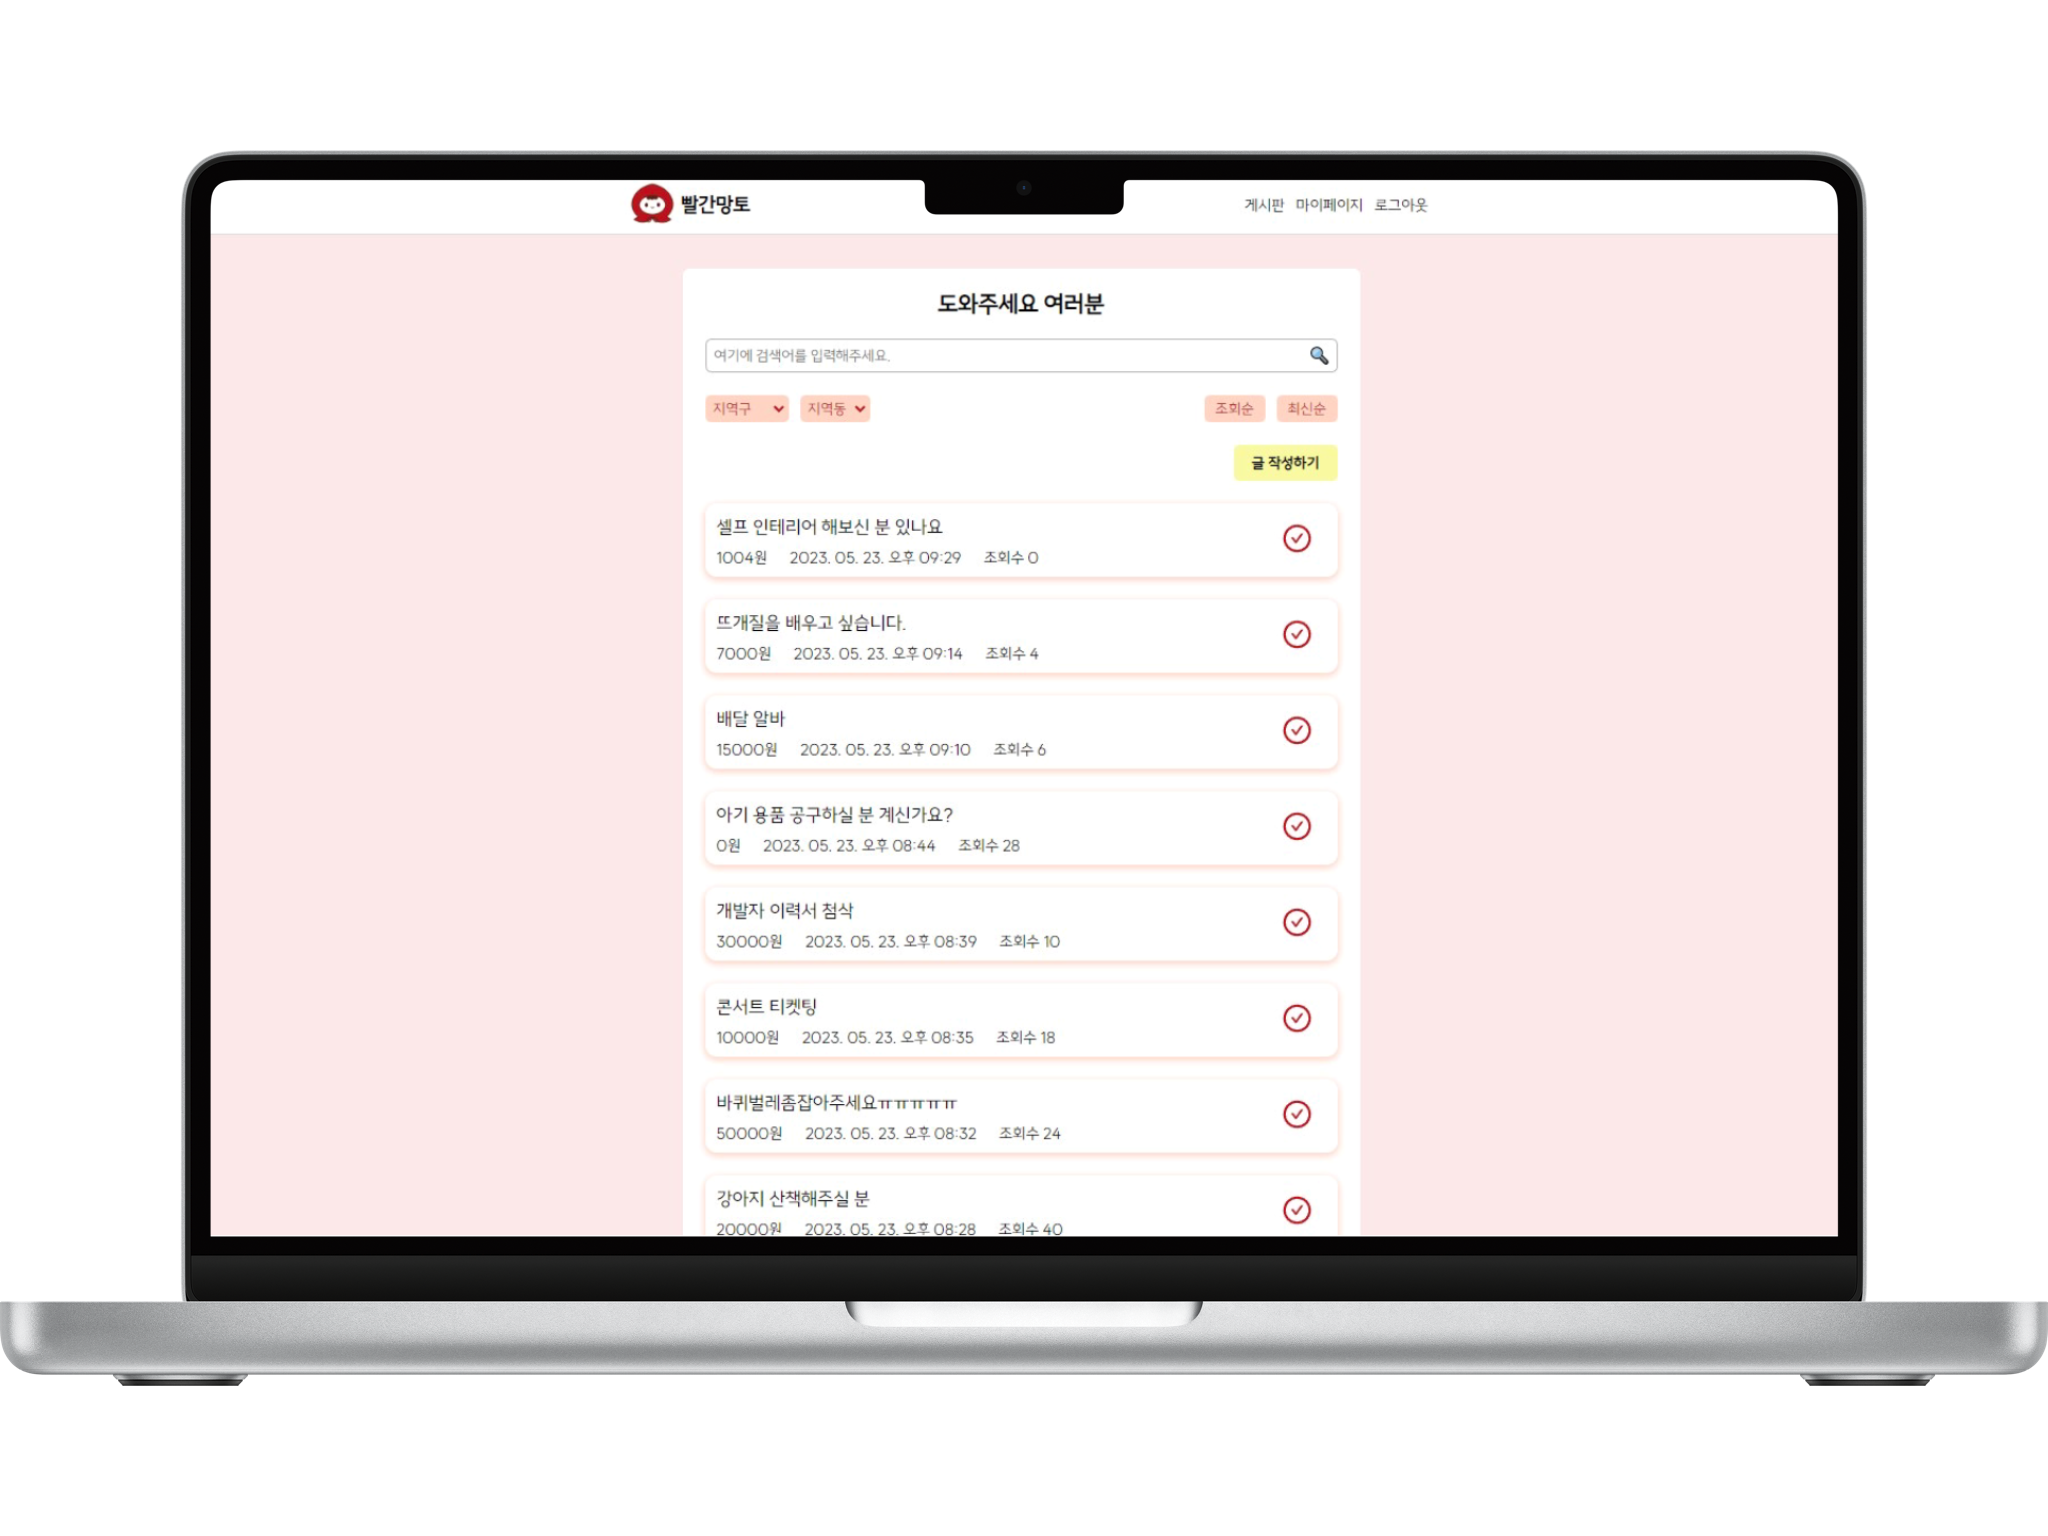 빨간망토
게시판 마이페이지 로그아웃
도와주세요 여러분
여기에 검색어를 입력해주세요.
지역구 지역동 조회순 최신순
글 작성하기
셀프 인테리어 해보신 분 있나요
1004원 2023. 05. 23. 오후 09:29 조회수 0
뜨개질을 배우고 싶습니다.
7000원 2023. 05. 23. 오후 09:14 조회수 4
배달 알바
15000원 2023. 05. 23. 오후 09:10 조회수 6
아기 용품 공구하실 분 계신가요?
0원 2023. 05. 23. 오후 08:44 조회수 28
개발자 이력서 첨삭
30000원 2023. 05. 23. 오후 08:39 조회수 10
콘서트 티켓팅
10000원 2023. 05. 23. 오후 08:35 조회수 18
바퀴벌레좀잡아주세요ㅠㅠㅠㅠㅠ
50000원 2023. 05. 23. 오후 08:32 조회수 24
강아지 산책해주실 분
20000원 2023. 05. 23. 오후 08:28 조회수 40